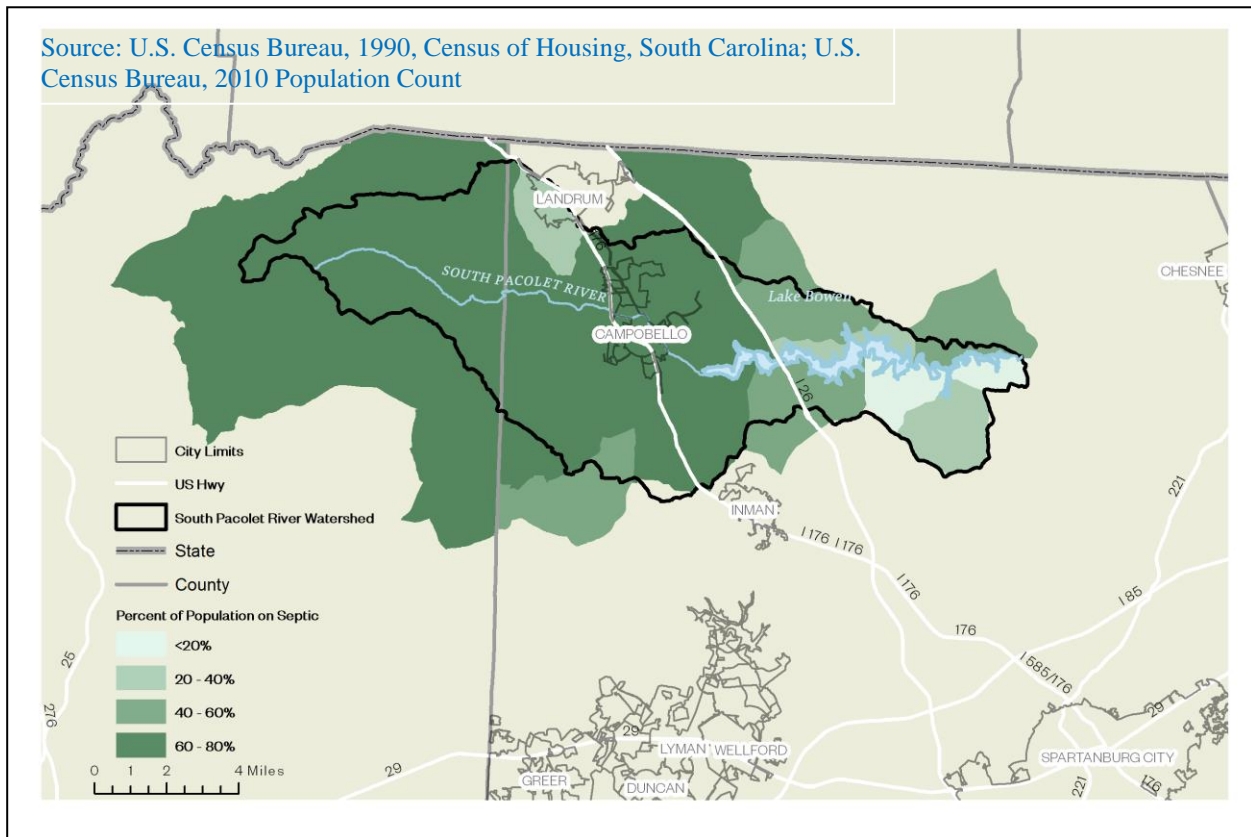 Source: U.S. Census Bureau, 1990, Census of Housing, South Carolina; U.S.
Census Bureau, 2010 Population Count
LANDRUM
176
SOUTH PACOLET RIVER
CHESNEE
Lake Bowen
CAMPOBELLO
I 26
City Limits
US Hwy
South Pacolet River Watershed
State
County
INMAN
221
I 176 I 176
I 176
I 85
176
Percent of Population on Septic
<20%
20 - 40%
40 - 60%
60 - 80%
25
276
I 585/176
29
29
29
LYMAN WELLFORD
SPARTANBURG CITY
GREER
DUNCAN
221
176
0 1 2 4 Miles